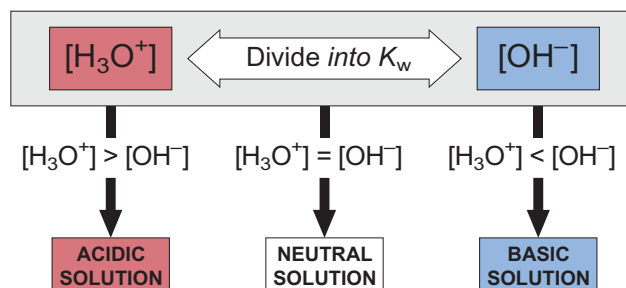 [H₃O⁺] Divide into Kw [OH⁻]
[H₃O⁺] > [OH⁻] [H₃O⁺] = [OH⁻] [H₃O⁺] < [OH⁻]
ACIDIC SOLUTION
NEUTRAL SOLUTION
BASIC SOLUTION